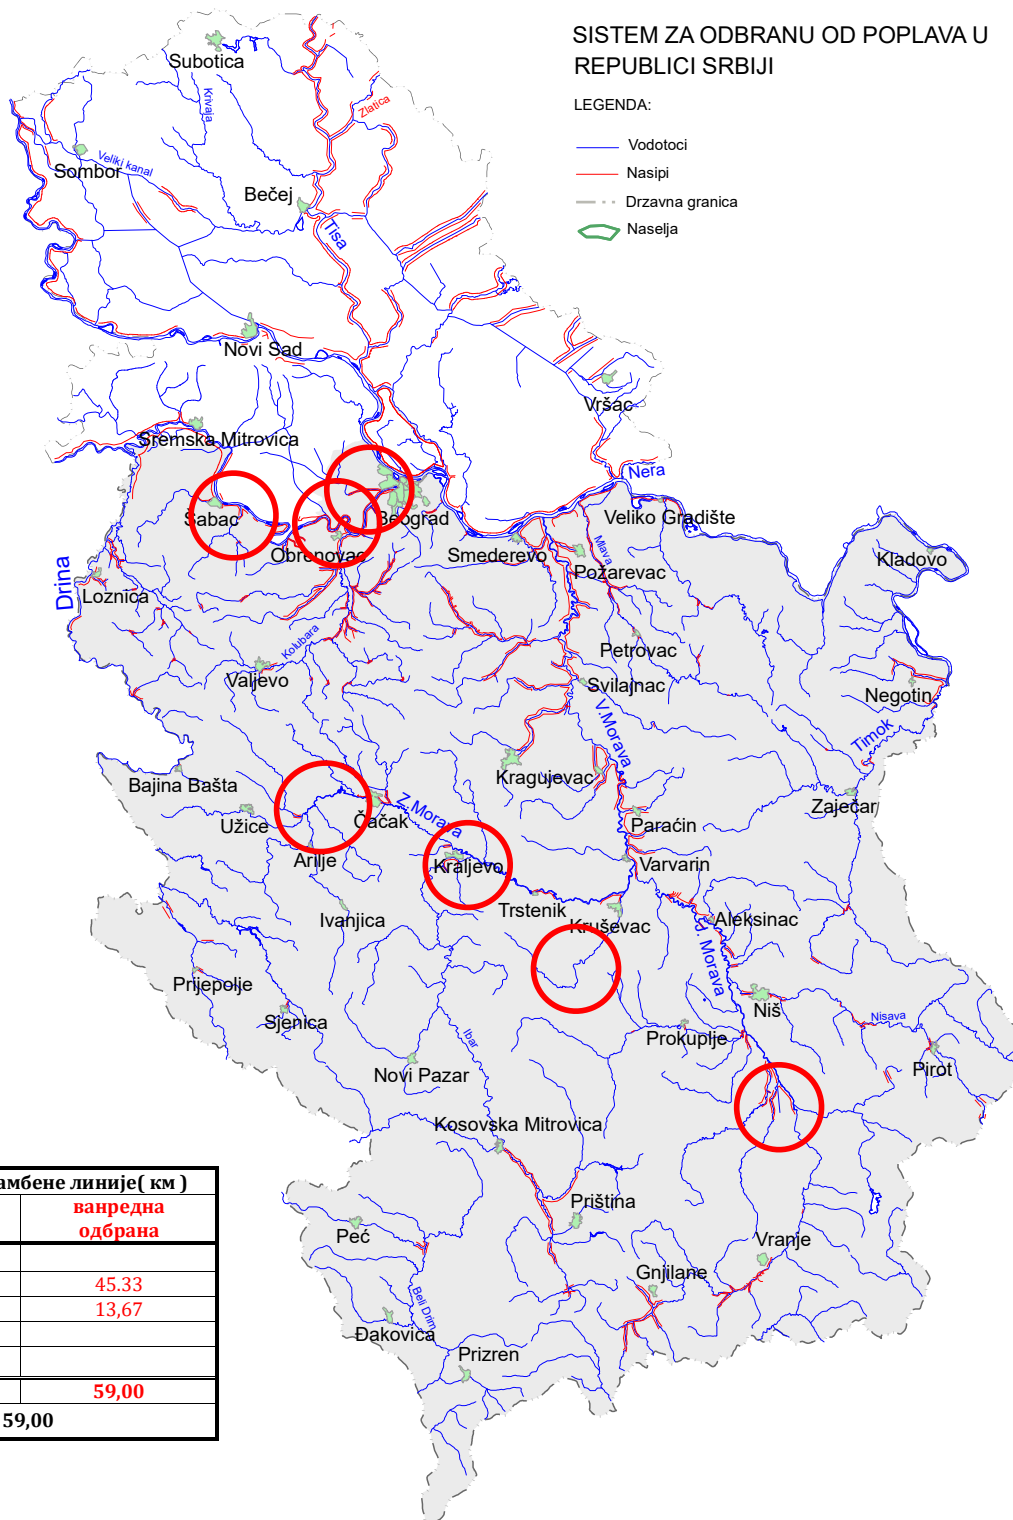 SISTEM ZA ODBRANU OD POPLAVA U
REPUBLICI SRBIJI
LEGENDA:
Vodotoci
Nasipi
Drzavna granica
Naselja
Subotica
Krivaja
Zlatica
Sombor
Veliki kanal
Bečej
Tisa
Novi Sad
Vršac
Sremska Mitrovica
Nera
Šabac
Beograd
Veliko Gradište
Obrenovac
Smederevo
Mlava
Požarevac
Kladovo
Drina
Loznica
Kolubara
Petrovac
Valjevo
Svilajnac
Negotin
V.Morava
Timok
Kragujevac
Bajina Bašta
Zaječar
Užice
Čačak
Z.Morava
Paraćin
Arilje
Kraljevo
Varvarin
Trstenik
Ivanjica
Kruševac
Aleksinac
J. Morava
Prijepolje
Niš
Sjenica
Ibar
Prokuplje
Nisava
Novi Pazar
Pirot
Kosovska Mitrovica
Priština
Peć
Vranje
Gnjilane
Beli Drim
Đakovica
Prizren
амбене линије( км )
ванредна
одбрана
45.33
13,67
59,00
59,00